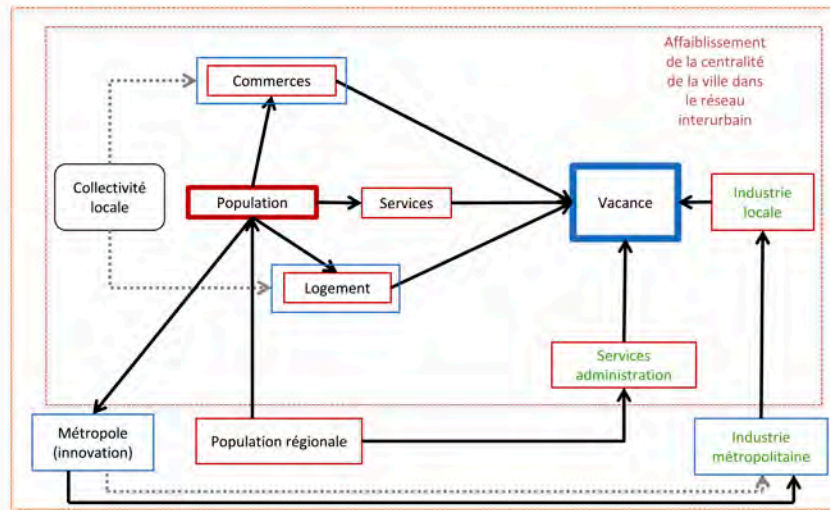 Affaiblissement
de la centralité
de la ville dans
le réseau
interurbain
Commerces
Collectivité
locale
Population
Services
Vacance
Industrie
locale
Logement
Services
administration
Métropole
(innovation)
Population régionale
Industrie
métropolitaine